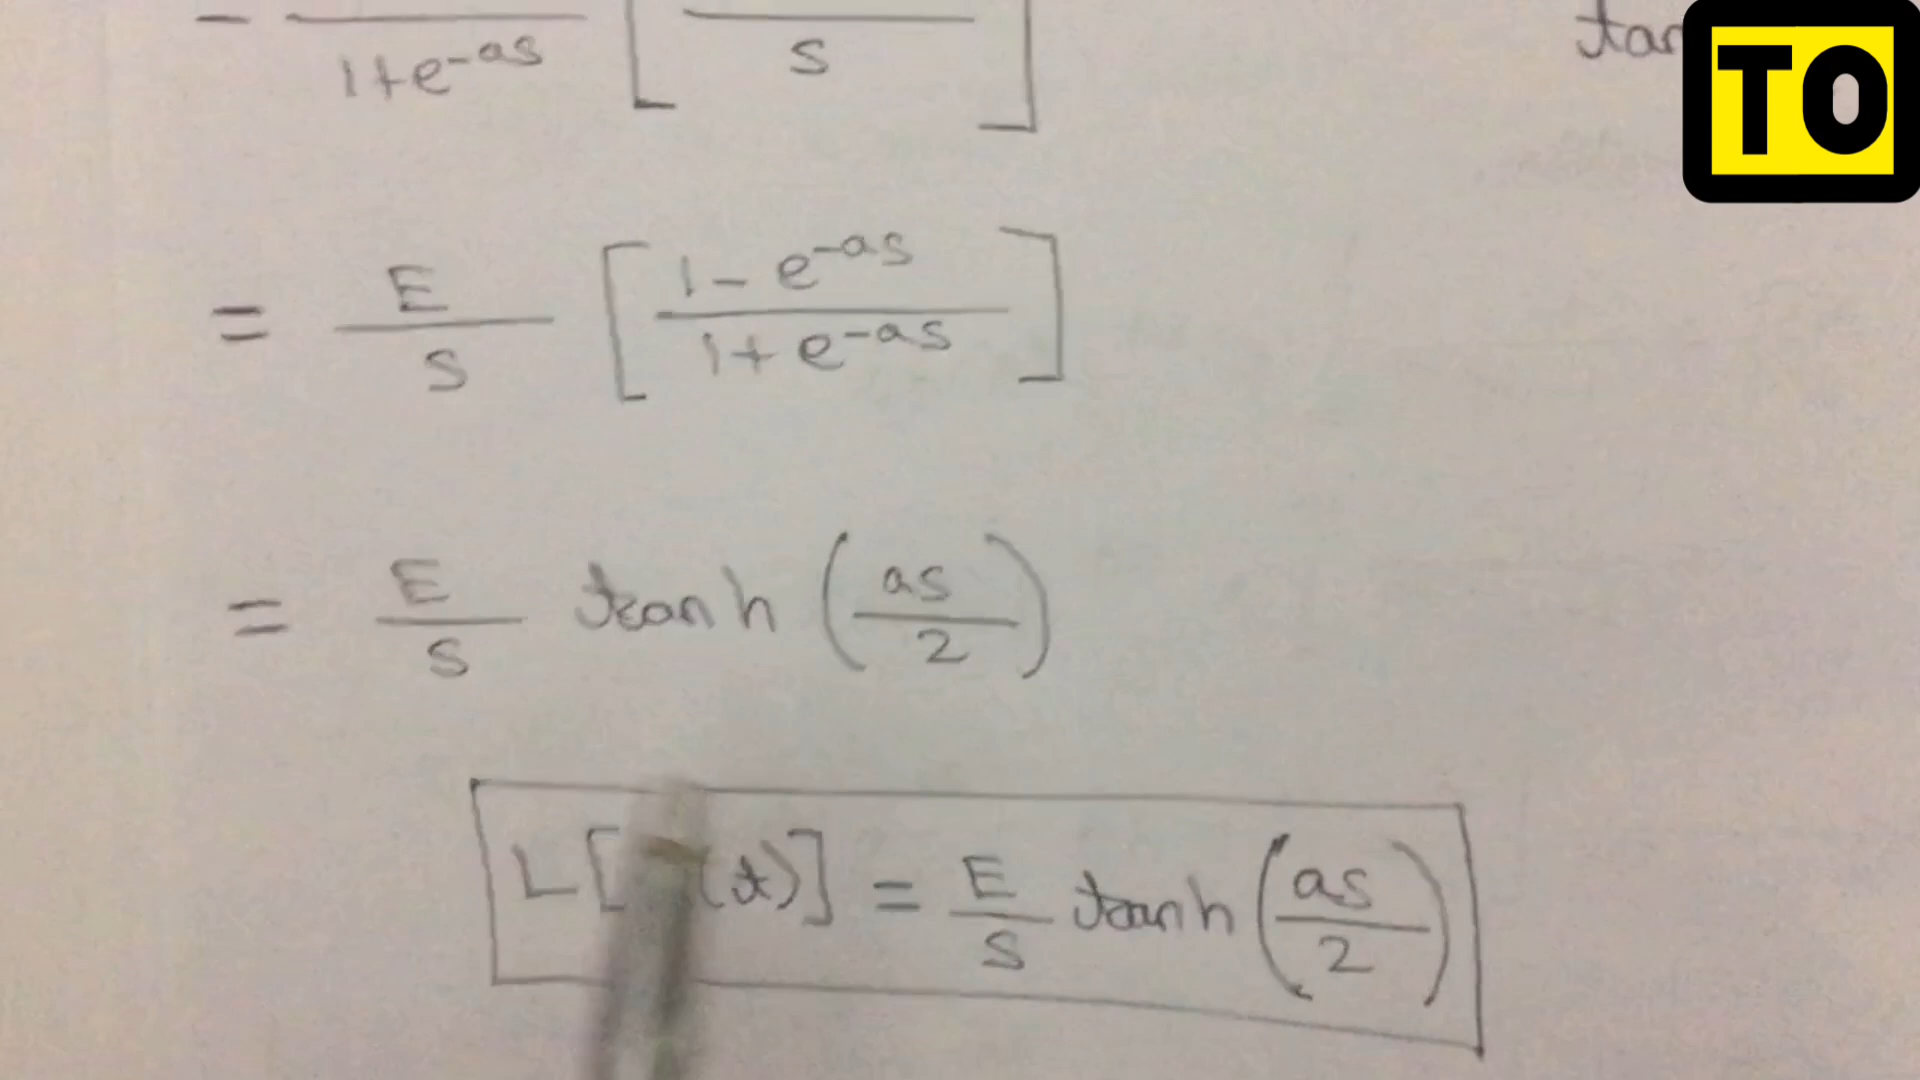 1+e^-as [ s ]
tan
TO
= E/s [ 1 - e^-as / 1 + e^-as ]
= E/s tanh (as/2)
L[ (t)] = E/s tanh (as/2)